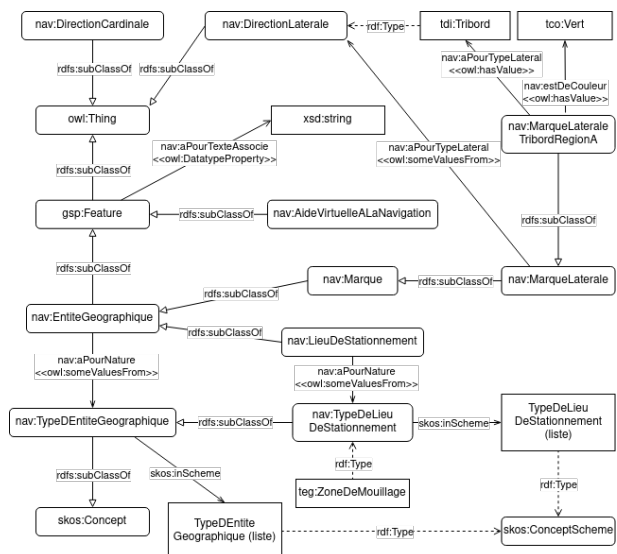 nav:DirectionCardinale
nav:DirectionLaterale
rdf:Type
tdi:Tribord
tco:Vert
rdfs:subClassOf
rdfs:subClassOf
nav:aPourTypeLateral
<<owl:hasValue>>
nav:estDeCouleur
<<owl:hasValue>>
owl:Thing
xsd:string
nav:MarqueLaterale
TribordRegionA
nav:aPourTexteAssocie
<<owl:DatatypeProperty>>
nav:aPourTypeLateral
<<owl:someValuesFrom>>
rdfs:subClassOf
gsp:Feature
rdfs:subClassOf
nav:AideVirtuelleALaNavigation
rdfs:subClassOf
rdfs:subClassOf
nav:Marque
rdfs:subClassOf
nav:MarqueLaterale
rdfs:subClassOf
nav:EntiteGeographique
rdfs:subClassOf
nav:LieuDeStationnement
nav:aPourNature
<<owl:someValuesFrom>>
nav:aPourNature
<<owl:someValuesFrom>>
nav:TypeDEntiteGeographique
rdfs:subClassOf
nav:TypeDeLieu
DeStationnement
skos:inScheme
TypeDeLieu
DeStationnement
(liste)
rdfs:subClassOf
skos:inScheme
rdf:Type
rdf:Type
teg:ZoneDeMouillage
skos:Concept
TypeDEntite
Geographique (liste)
rdf:Type
skos:ConceptScheme